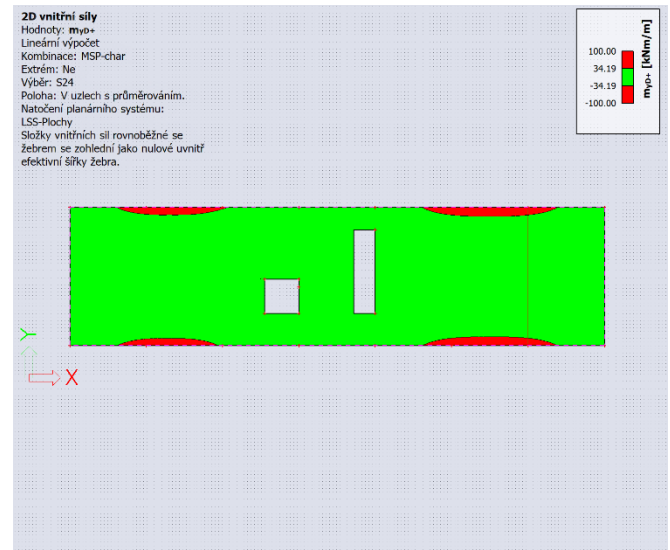 2D vnitřní síly
Hodnoty: myD+
Lineární výpočet
Kombinace: MSP-char
Extrém: Ne
Výběr: S24
Poloha: V uzlech s průměrováním.
Natočení planárního systému:
LSS-Plochy
Složky vnitřních sil rovnoběžné se
žebrem se zohlední jako nulové uvnitř
efektivní šířky žebra.
100.00
34.19
-34.19
-100.00
myD+ [kNm/m]
Y
X